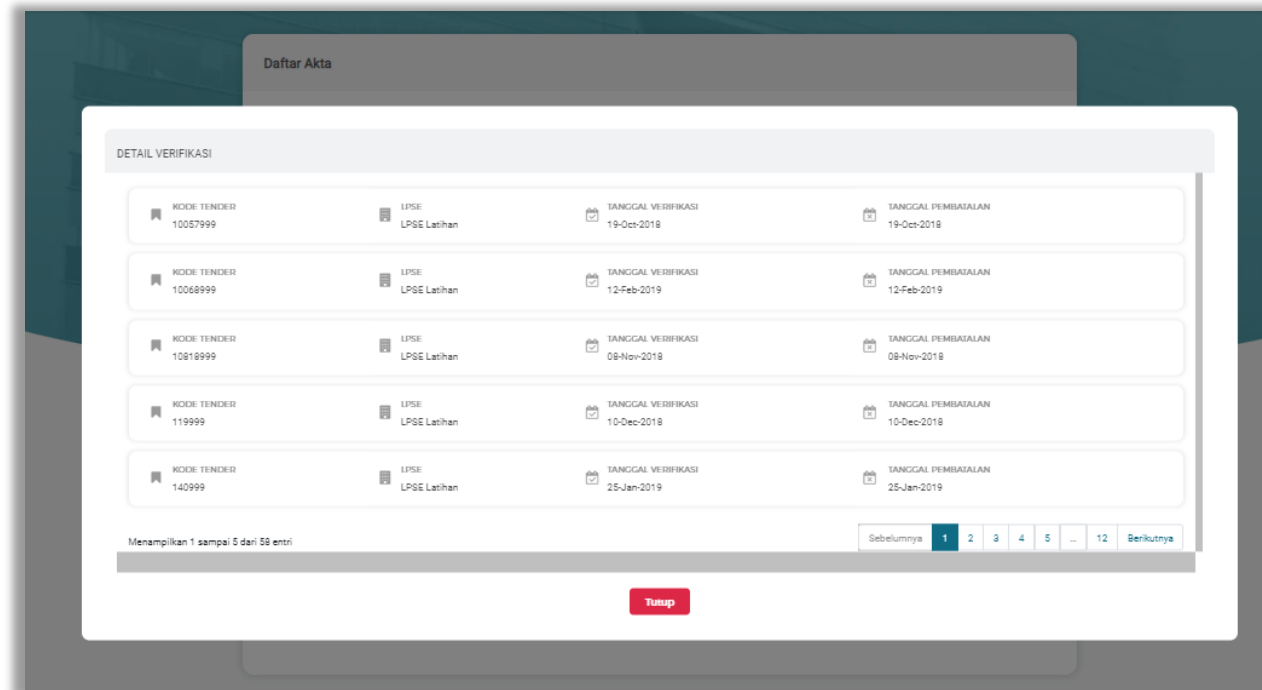 Daftar Akta
DETAIL VERIFIKASI
KODE TENDER LPSE TANGGAL VERIFIKASI TANGGAL PEMBATALAN
10057999 LPSE Latihan 19-Oct-2018 19-Oct-2018
KODE TENDER LPSE TANGGAL VERIFIKASI TANGGAL PEMBATALAN
10068999 LPSE Latihan 12-Feb-2019 12-Feb-2019
KODE TENDER LPSE TANGGAL VERIFIKASI TANGGAL PEMBATALAN
10818999 LPSE Latihan 08-Nov-2018 08-Nov-2018
KODE TENDER LPSE TANGGAL VERIFIKASI TANGGAL PEMBATALAN
119999 LPSE Latihan 10-Dec-2018 10-Dec-2018
KODE TENDER LPSE TANGGAL VERIFIKASI TANGGAL PEMBATALAN
140999 LPSE Latihan 25-Jan-2019 25-Jan-2019
Menampilkan 1 sampai 5 dari 58 entri Sebelumnya 1 2 3 4 5 … 12 Berikutnya
Tutup